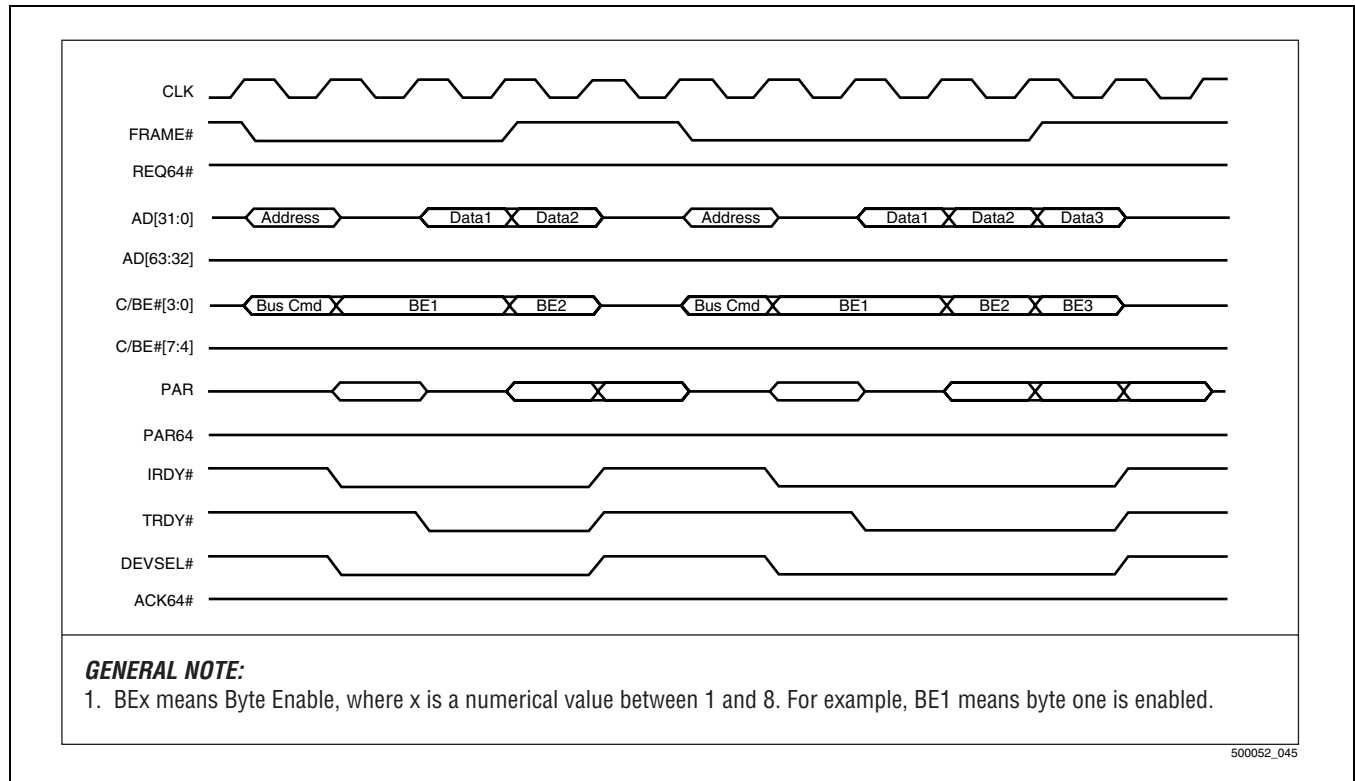 CLK
FRAME#
REQ64#
AD[31:0] Address Data1 Data2 Address Data1 Data2 Data3
AD[63:32]
C/BE#[3:0] Bus Cmd BE1 BE2 Bus Cmd BE1 BE2 BE3
C/BE#[7:4]
PAR
PAR64
IRDY#
TRDY#
DEVSEL#
ACK64#
GENERAL NOTE:
1. BEx means Byte Enable, where x is a numerical value between 1 and 8. For example, BE1 means byte one is enabled.
500052_045